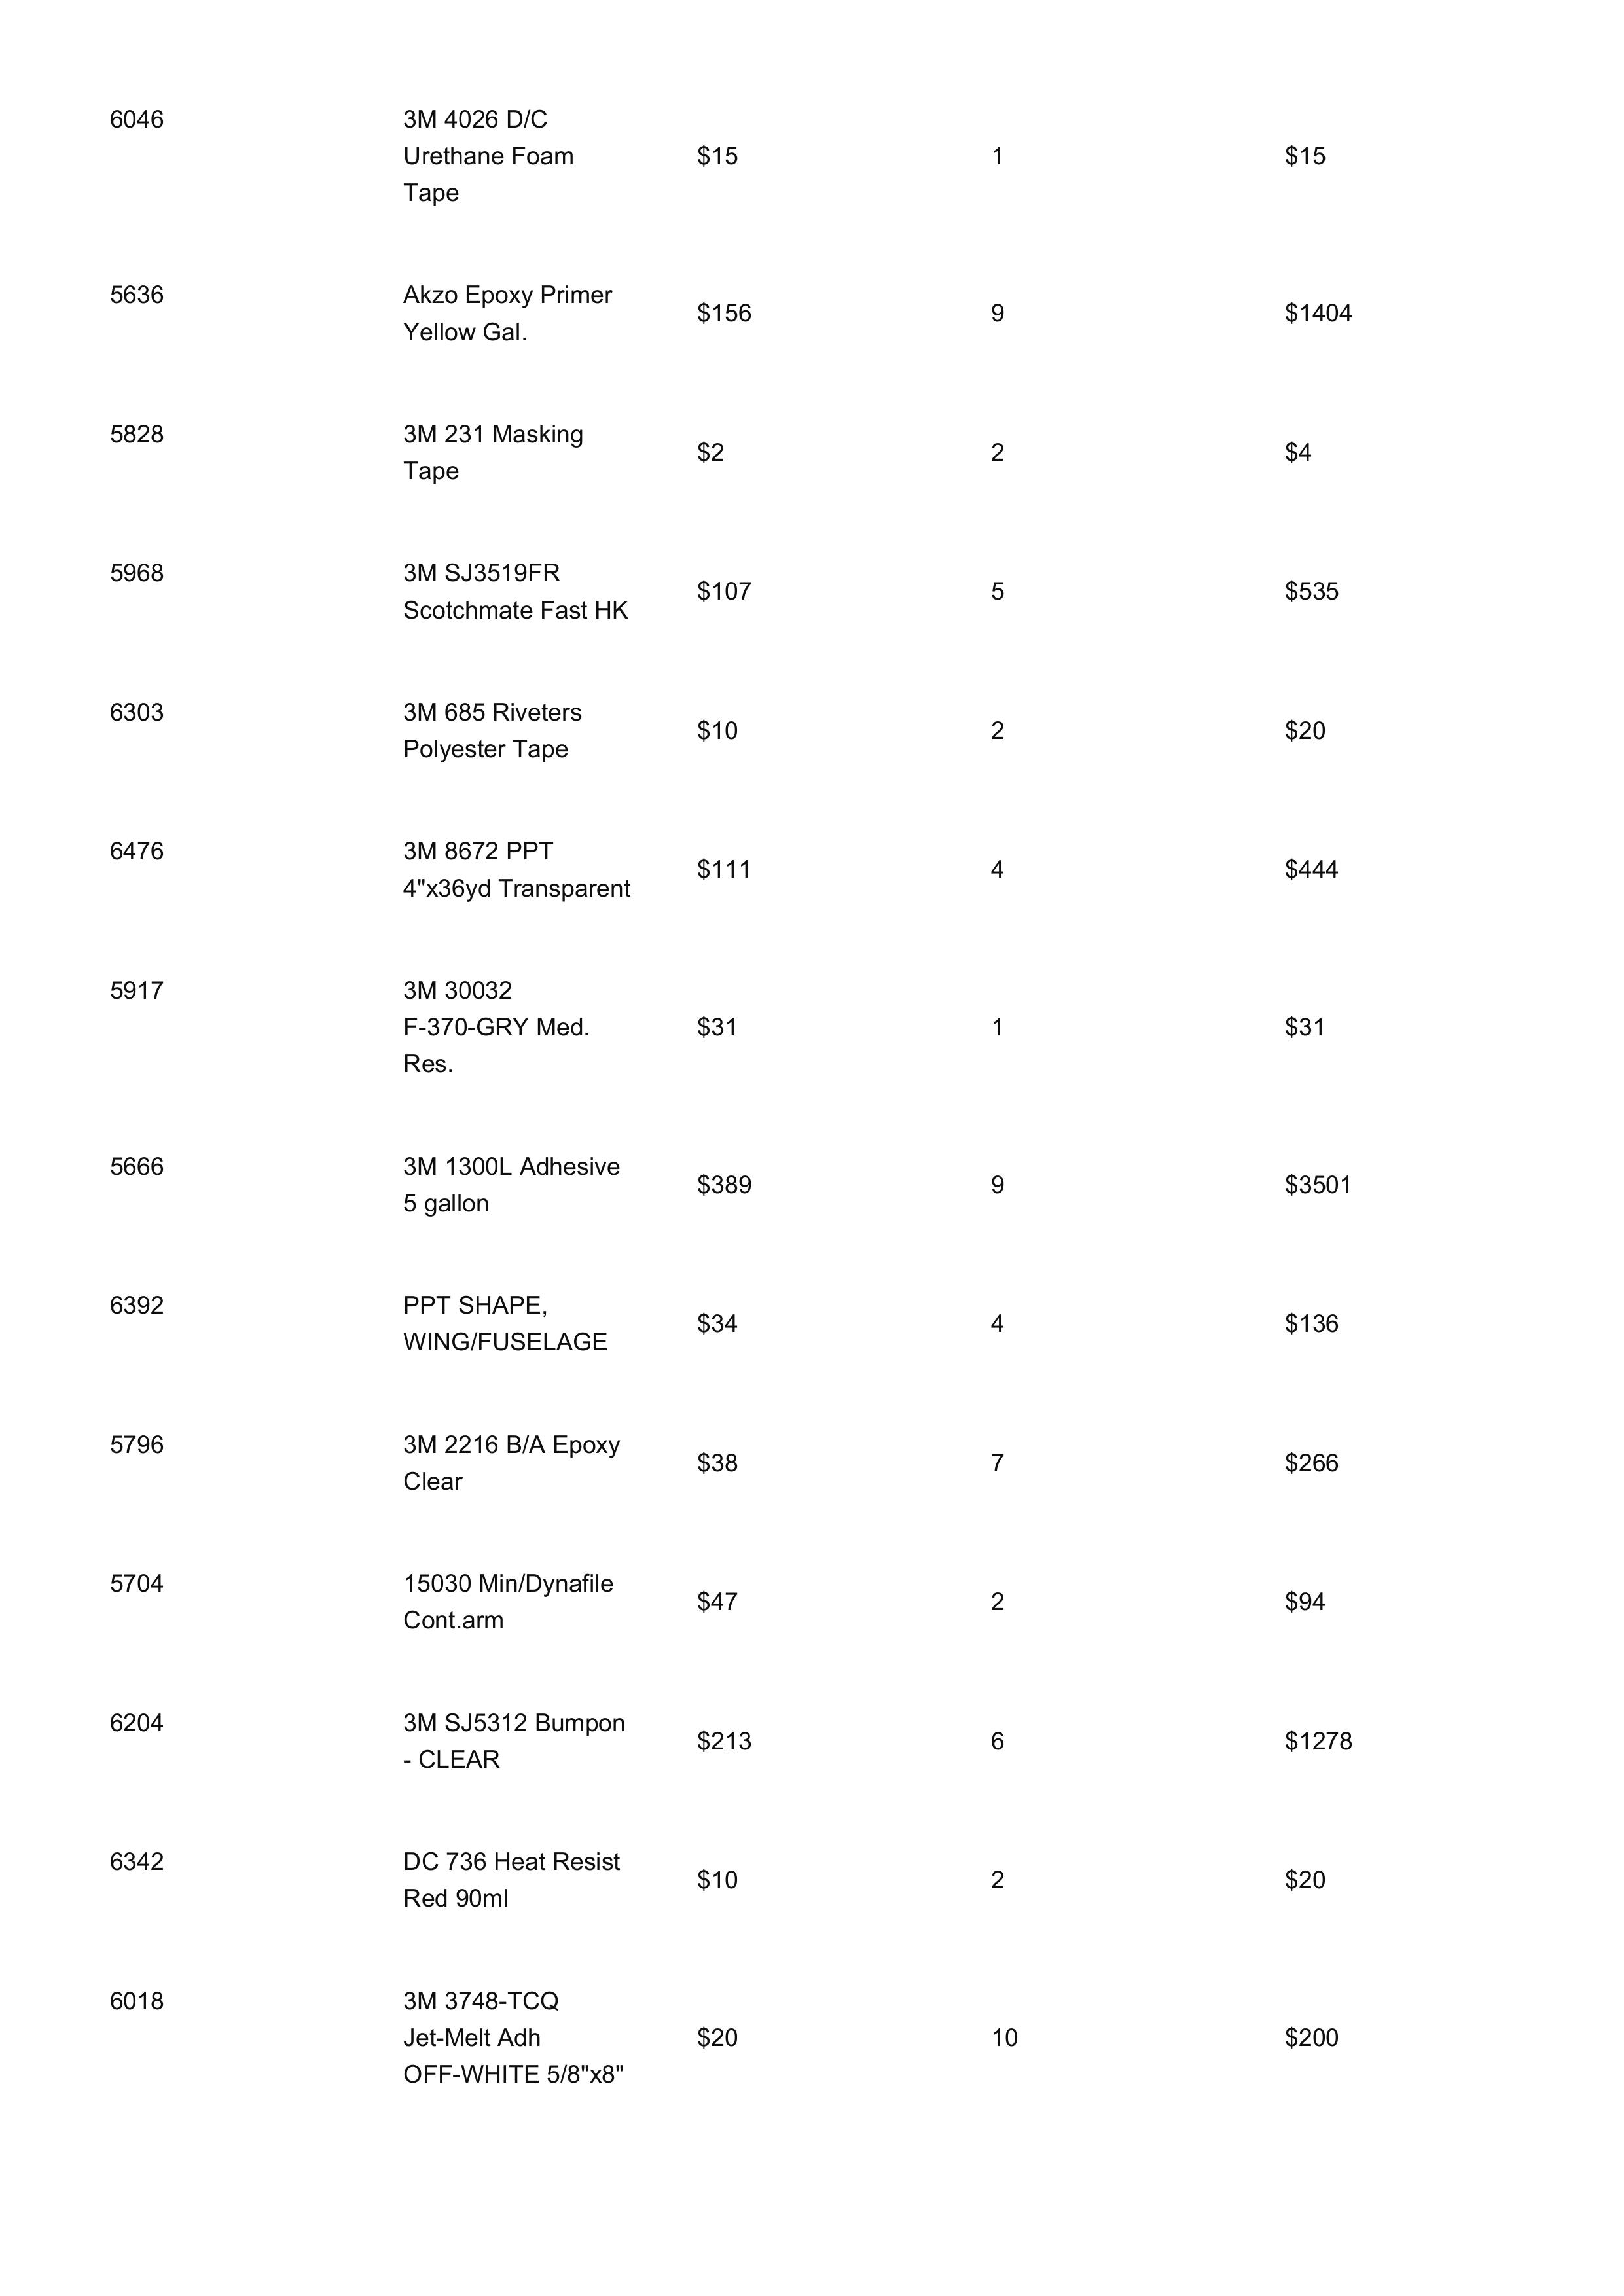 6046
3M 4026 D/C
Urethane Foam
Tape
$15
1
$15
5636
Akzo Epoxy Primer
Yellow Gal.
$156
9
$1404
5828
3M 231 Masking
Tape
$2
2
$4
5968
3M SJ3519FR
Scotchmate Fast HK
$107
5
$535
6303
3M 685 Riveters
Polyester Tape
$10
2
$20
6476
3M 8672 PPT
4"x36yd Transparent
$111
4
$444
5917
3M 30032
F-370-GRY Med.
Res.
$31
1
$31
5666
3M 1300L Adhesive
5 gallon
$389
9
$3501
6392
PPT SHAPE,
WING/FUSELAGE
$34
4
$136
5796
3M 2216 B/A Epoxy
Clear
$38
7
$266
5704
15030 Min/Dynafile
Cont.arm
$47
2
$94
6204
3M SJ5312 Bumpon
- CLEAR
$213
6
$1278
6342
DC 736 Heat Resist
Red 90ml
$10
2
$20
6018
3M 3748-TCQ
Jet-Melt Adh
OFF-WHITE 5/8"x8"
$20
10
$200